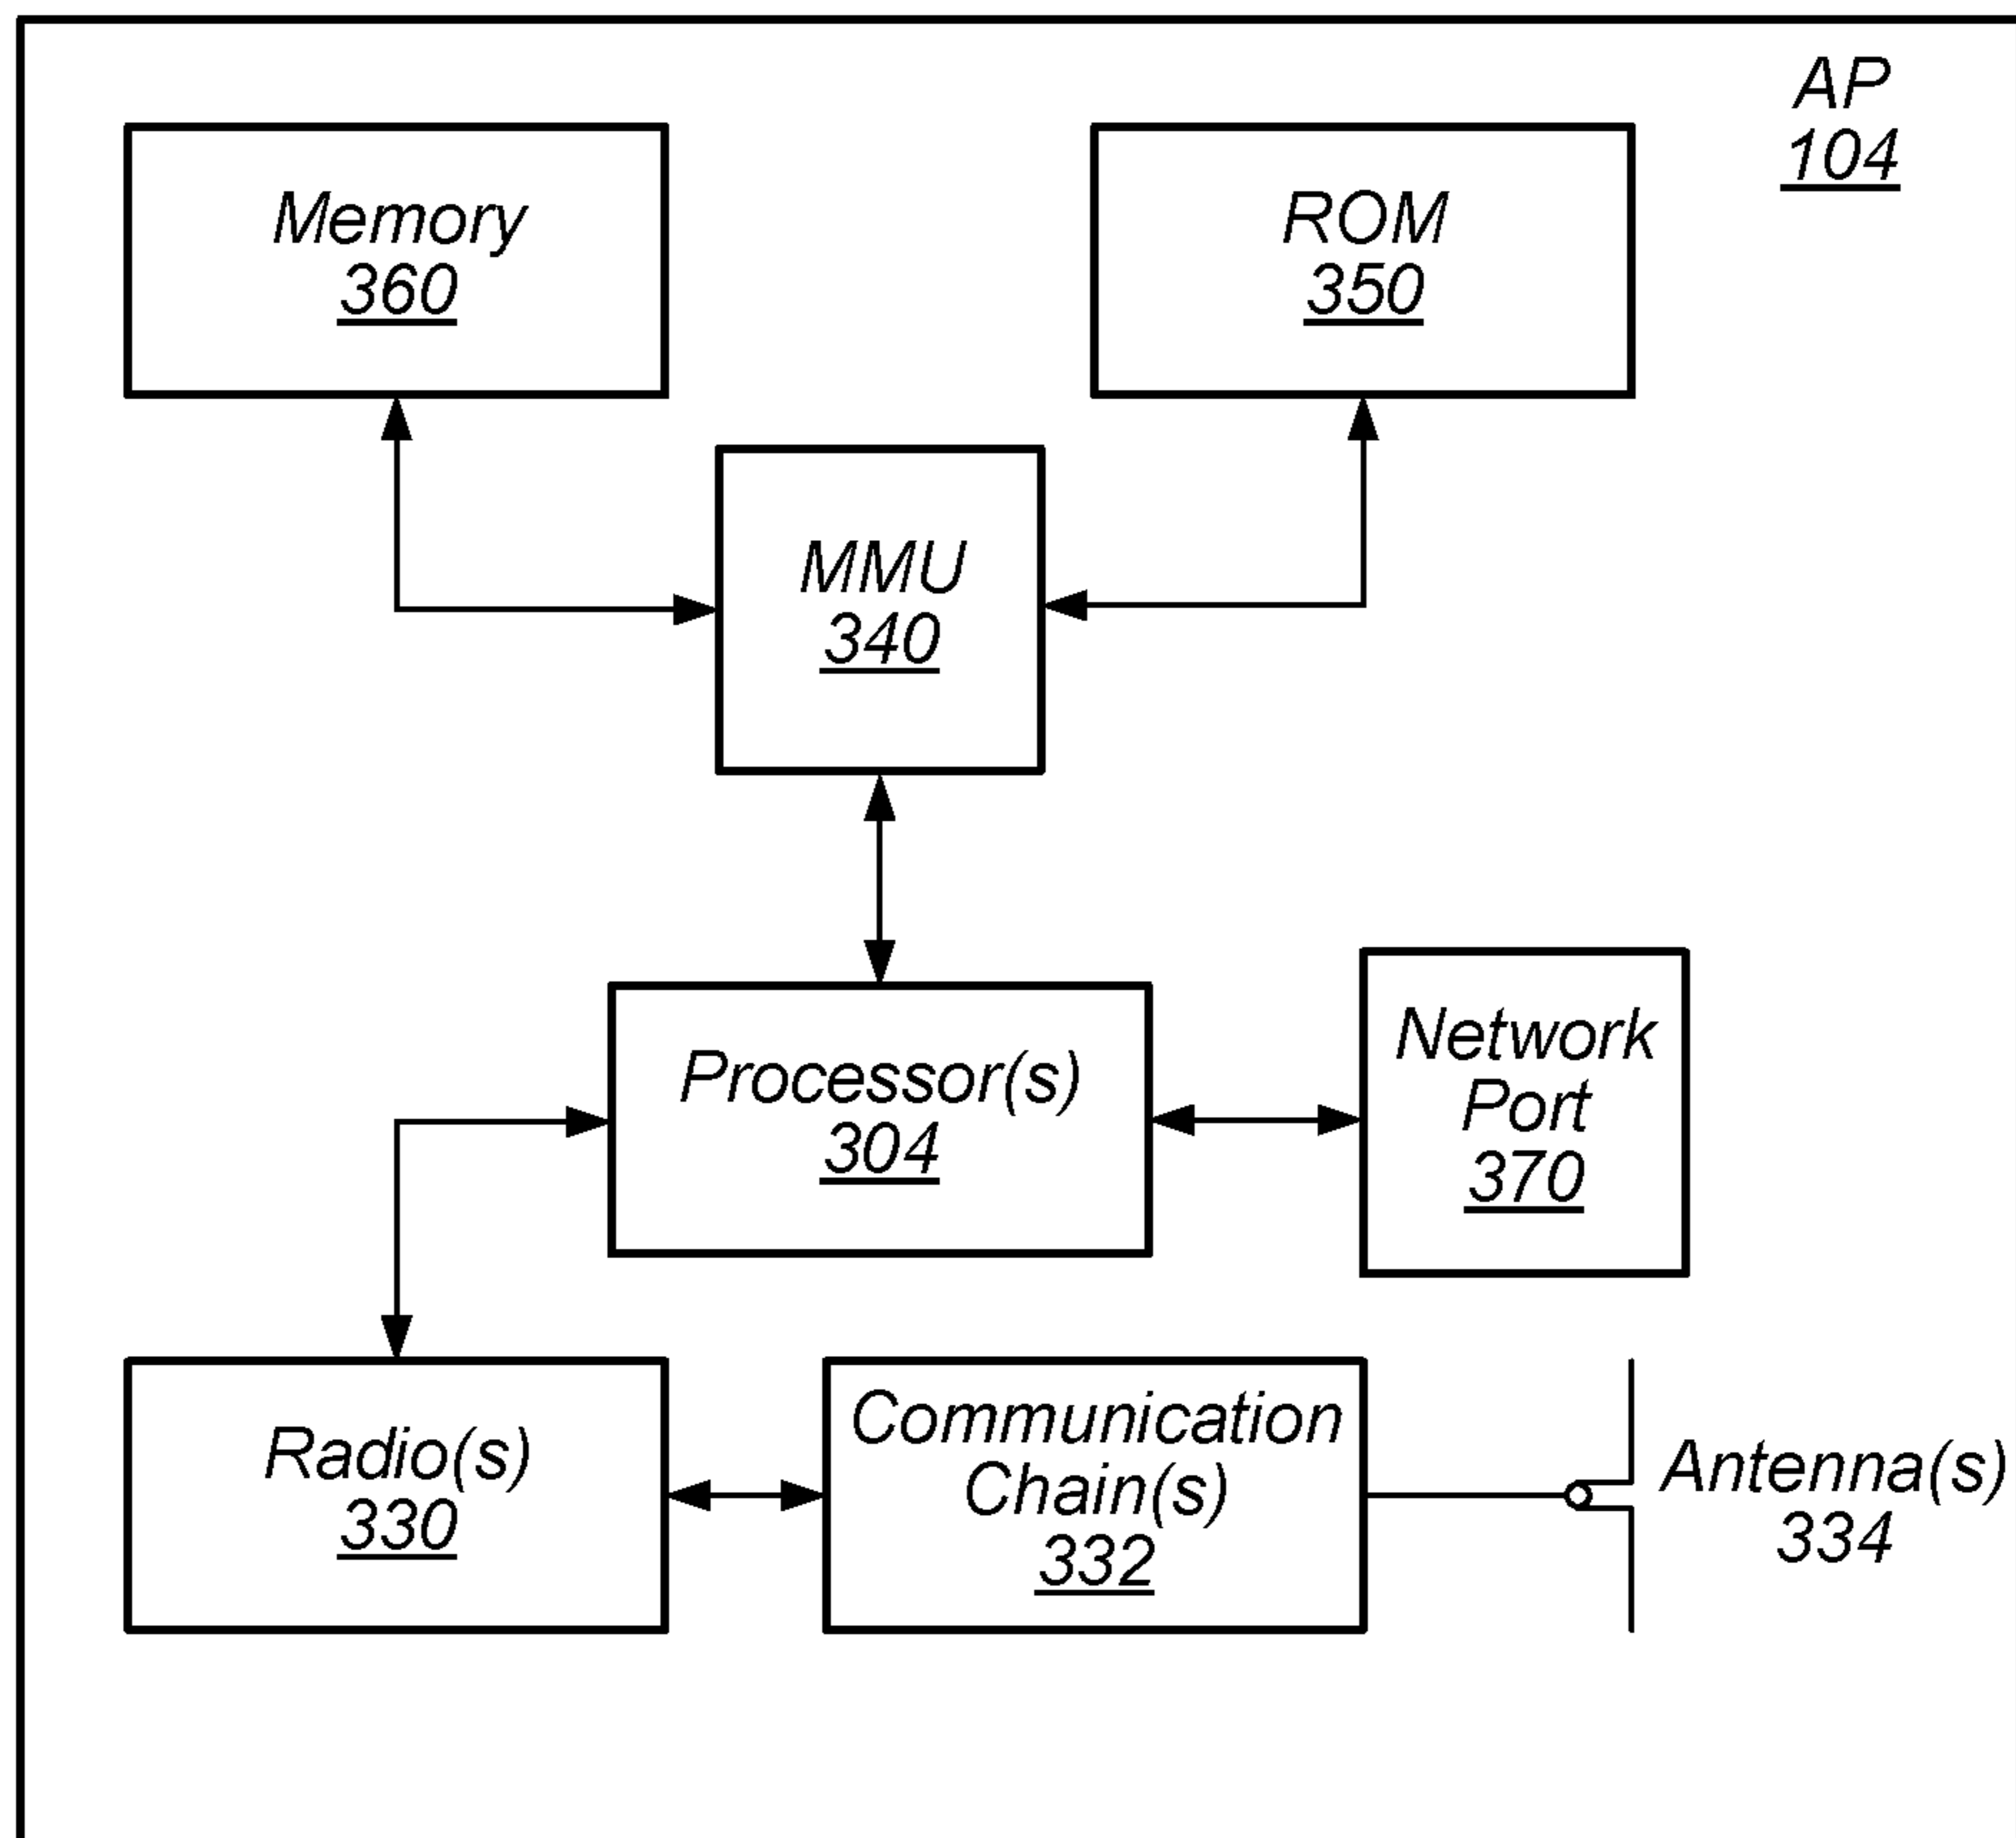 AP
104
Memory
360
ROM
350
MMU
340
Processor(s)
304
Network
Port
370
Radio(s)
330
Communication
Chain(s)
332
Antenna(s)
334